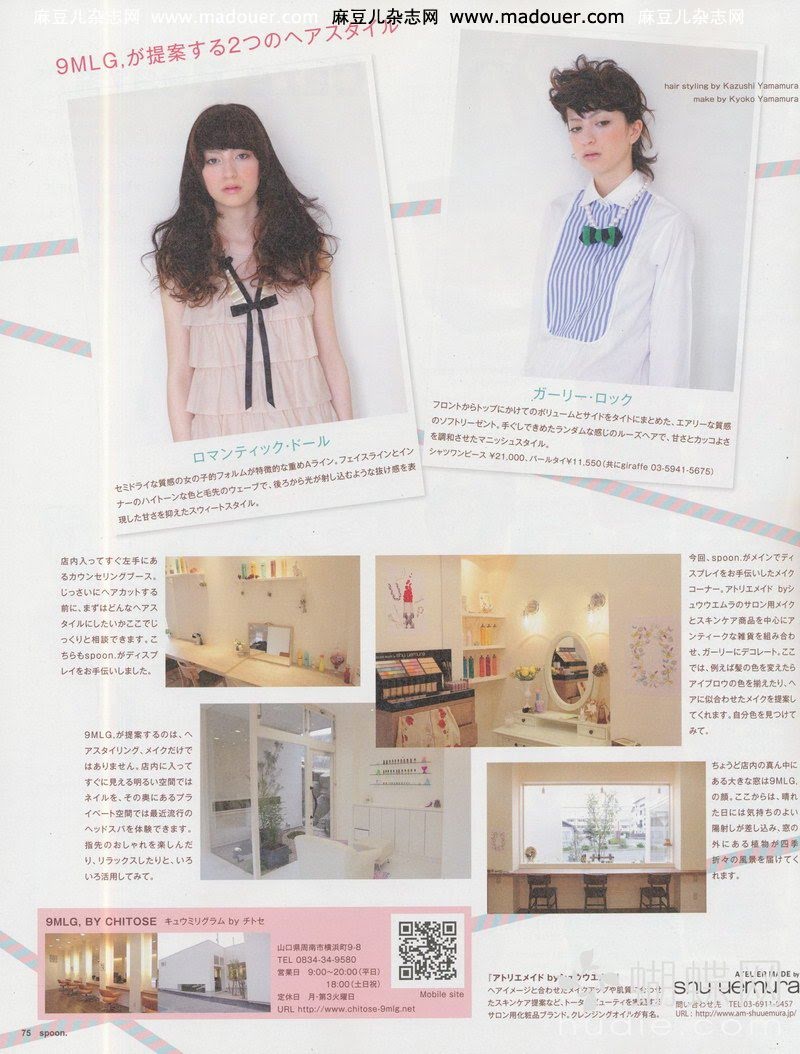 麻豆儿杂志网 www.madouer.com 麻豆儿杂志网 www.madouer.com 麻豆儿杂志网 www.madouer.com
9MLG,が提案する2つのヘアスタイル
hair styling by Kazushi Yamamura
make by Kyoko Yamamura
ロマンティック・ドール
セミドライな質感の女の子的フォルムが特徴的な重めAライン。フェイスラインとイン
ナーのハイトーンな色と毛先のウェーブで、後ろから光が射し込むような抜け感を表
現した甘さを抑えたスウィートスタイル。
ガーリー・ロック
フロントからトップにかけてのボリュームとサイドをタイトにまとめた、エアリーな質感
のソフトリーゼント。手ぐしできめたランダムな感じのルーズヘアで、甘さとカッコよさ
を調和させたマニッシュスタイル。
シャツワンピース ¥21,000、パールタイ¥11,550(共にgiraffe 03-5941-5675)
店内入ってすぐ左手にあ
るカウンセリングブース。
じっさいにヘアカットする
前に、まずはどんなヘアス
タイルにしたいかここでじ
っくりと相談できます。こ
ちらもspoon.がディスプ
レイをお手伝いしました。
今回、spoon.がメインでディ
スプレイをお手伝いしたメイク
コーナー。アトリエメイド byシ
ュウウエムラのサロン用メイク
とスキンケア商品を中心にア
ンティークな雑貨を組み合わ
せ、ガーリーにデコレート。ここ
では、例えば髪の色を変えたら
アイブロウの色を揃えたり、ヘ
アに似合わせたメイクを提案し
てくれます。自分色を見つけて
みて。
shu uemura
9MLG,が提案するのは、ヘ
アスタイリング、メイクだけで
はありません。店内に入って
すぐに見える明るい空間では
ネイルを、その奥にあるプラ
イベート空間では最近流行の
ヘッドスパを体験できます。
指先のおしゃれを楽しんだ
り、リラックスしたりと、いろ
いろ活用してみて。
ちょうど店内の真ん中に
ある大きな窓は9MLG,
の顔。ここからは、晴れ
た日には気持ちのよい
陽射しが差し込み、窓の
外にある植物が四季
折々の風景を届けてく
れます。
9MLG, BY CHITOSE キュウミリグラム by チトセ
山口県周南市横浜町9-8
TEL 0834-34-9580
営業日 9:00〜20:00(平日)
18:00(土日祝)
定休日 月・第3火曜日
URL http://www.chitose-9mlg.net
Mobile site
『アトリエメイド byシュウウエムラ
ヘアイメージと合わせたメイクアップや肌質に合わせ
たスキンケア提案など、トータルビューティを実現する
サロン用化粧品ブランド。クレンジングオイルが有名。
ATELIER MADE by
shu uemura
問い合わせ先 TEL 03-6911-8457
URL : http://www.am-shuuemura.jp/
蝴蝶网
75 spoon.